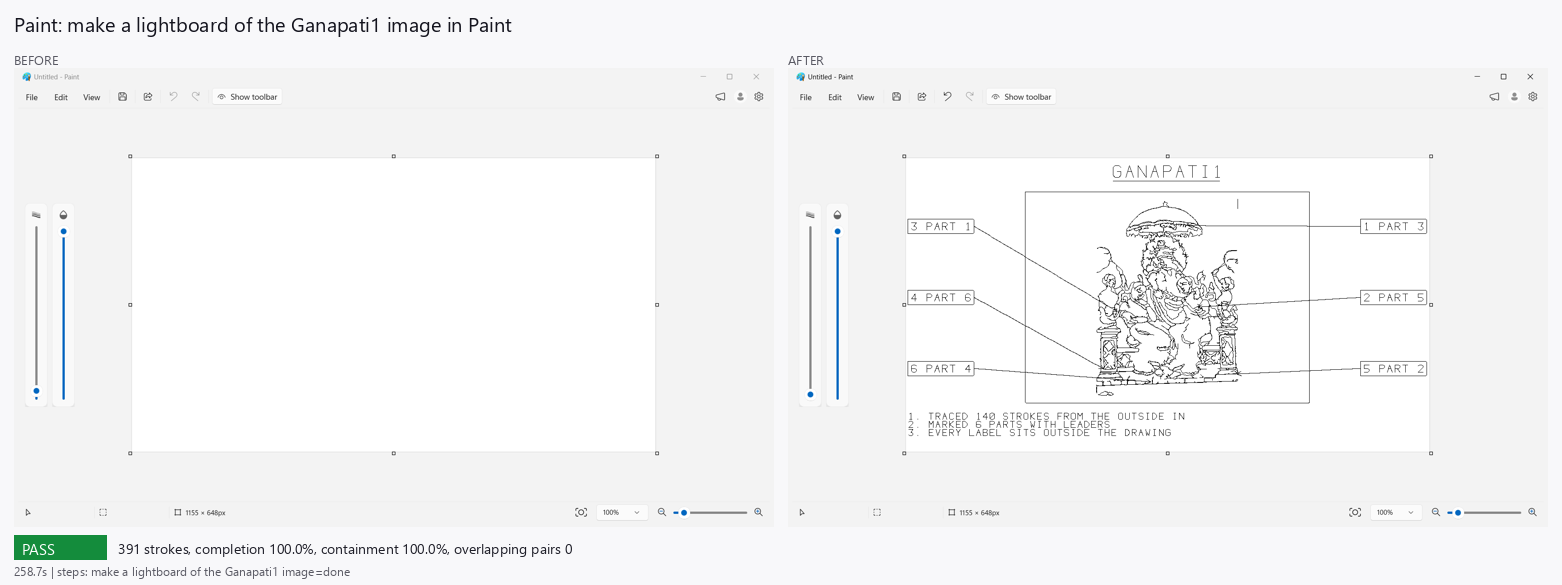 Paint: make a lightboard of the Ganapati1 image in Paint
BEFORE
Untitled - Paint
File Edit View Show toolbar
1155 × 648px
100%
AFTER
Untitled - Paint
File Edit View Show toolbar
GANAPATI1
3 PART 1
1 PART 3
4 PART 6
2 PART 5
6 PART 4
5 PART 2
1. TRACED 140 STROKES FROM THE OUTSIDE IN
2. MARKED 6 PARTS WITH LEADERS
3. EVERY LABEL SITS OUTSIDE THE DRAWING
1155 × 648px
100%
PASS 391 strokes, completion 100.0%, containment 100.0%, overlapping pairs 0
258.7s | steps: make a lightboard of the Ganapati1 image=done